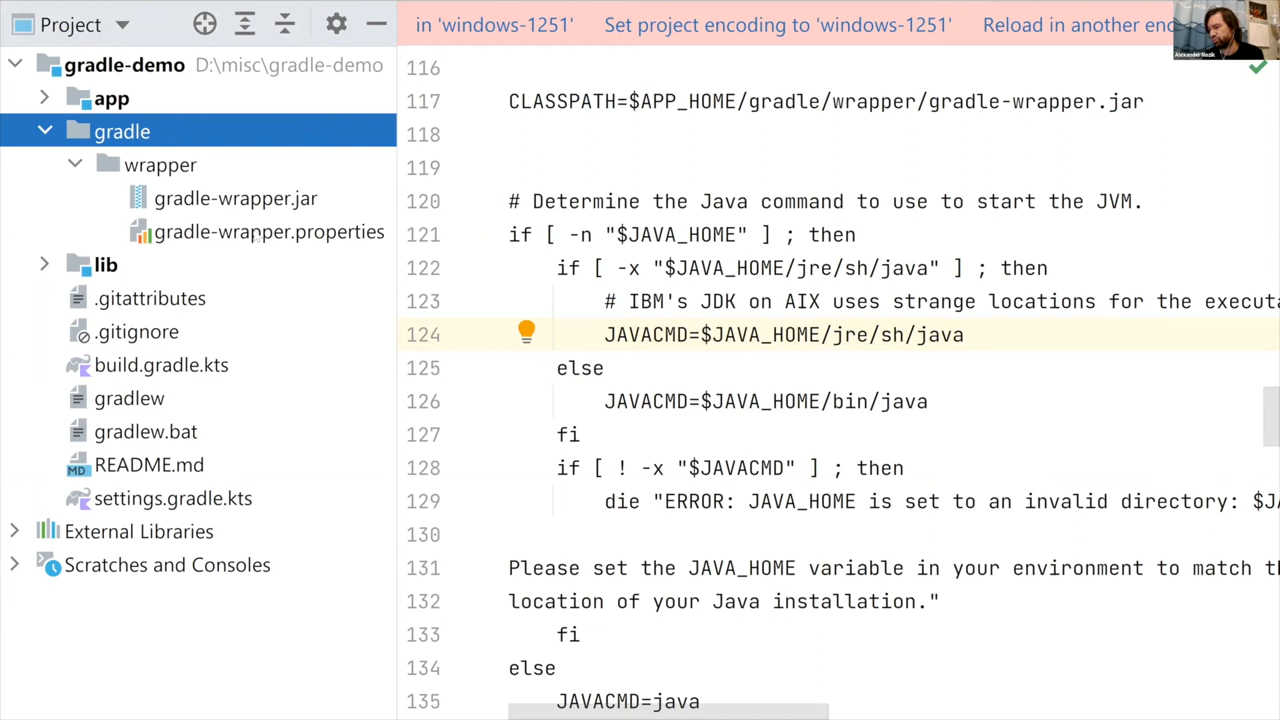 Project
in 'windows-1251' Set project encoding to 'windows-1251' Reload in another enc
Alexander Nozik
gradle-demo D:\misc\gradle-demo
app
gradle
wrapper
gradle-wrapper.jar
gradle-wrapper.properties
lib
.gitattributes
.gitignore
build.gradle.kts
gradlew
gradlew.bat
MD README.md
settings.gradle.kts
External Libraries
Scratches and Consoles
116
117 CLASSPATH=$APP_HOME/gradle/wrapper/gradle-wrapper.jar
118
119
120 # Determine the Java command to use to start the JVM.
121 if [ -n "$JAVA_HOME" ] ; then
122 if [ -x "$JAVA_HOME/jre/sh/java" ] ; then
123 # IBM's JDK on AIX uses strange locations for the executa
124 JAVACMD=$JAVA_HOME/jre/sh/java
125 else
126 JAVACMD=$JAVA_HOME/bin/java
127 fi
128 if [ ! -x "$JAVACMD" ] ; then
129 die "ERROR: JAVA_HOME is set to an invalid directory: $JA
130
131 Please set the JAVA_HOME variable in your environment to match th
132 location of your Java installation."
133 fi
134 else
135 JAVACMD=java